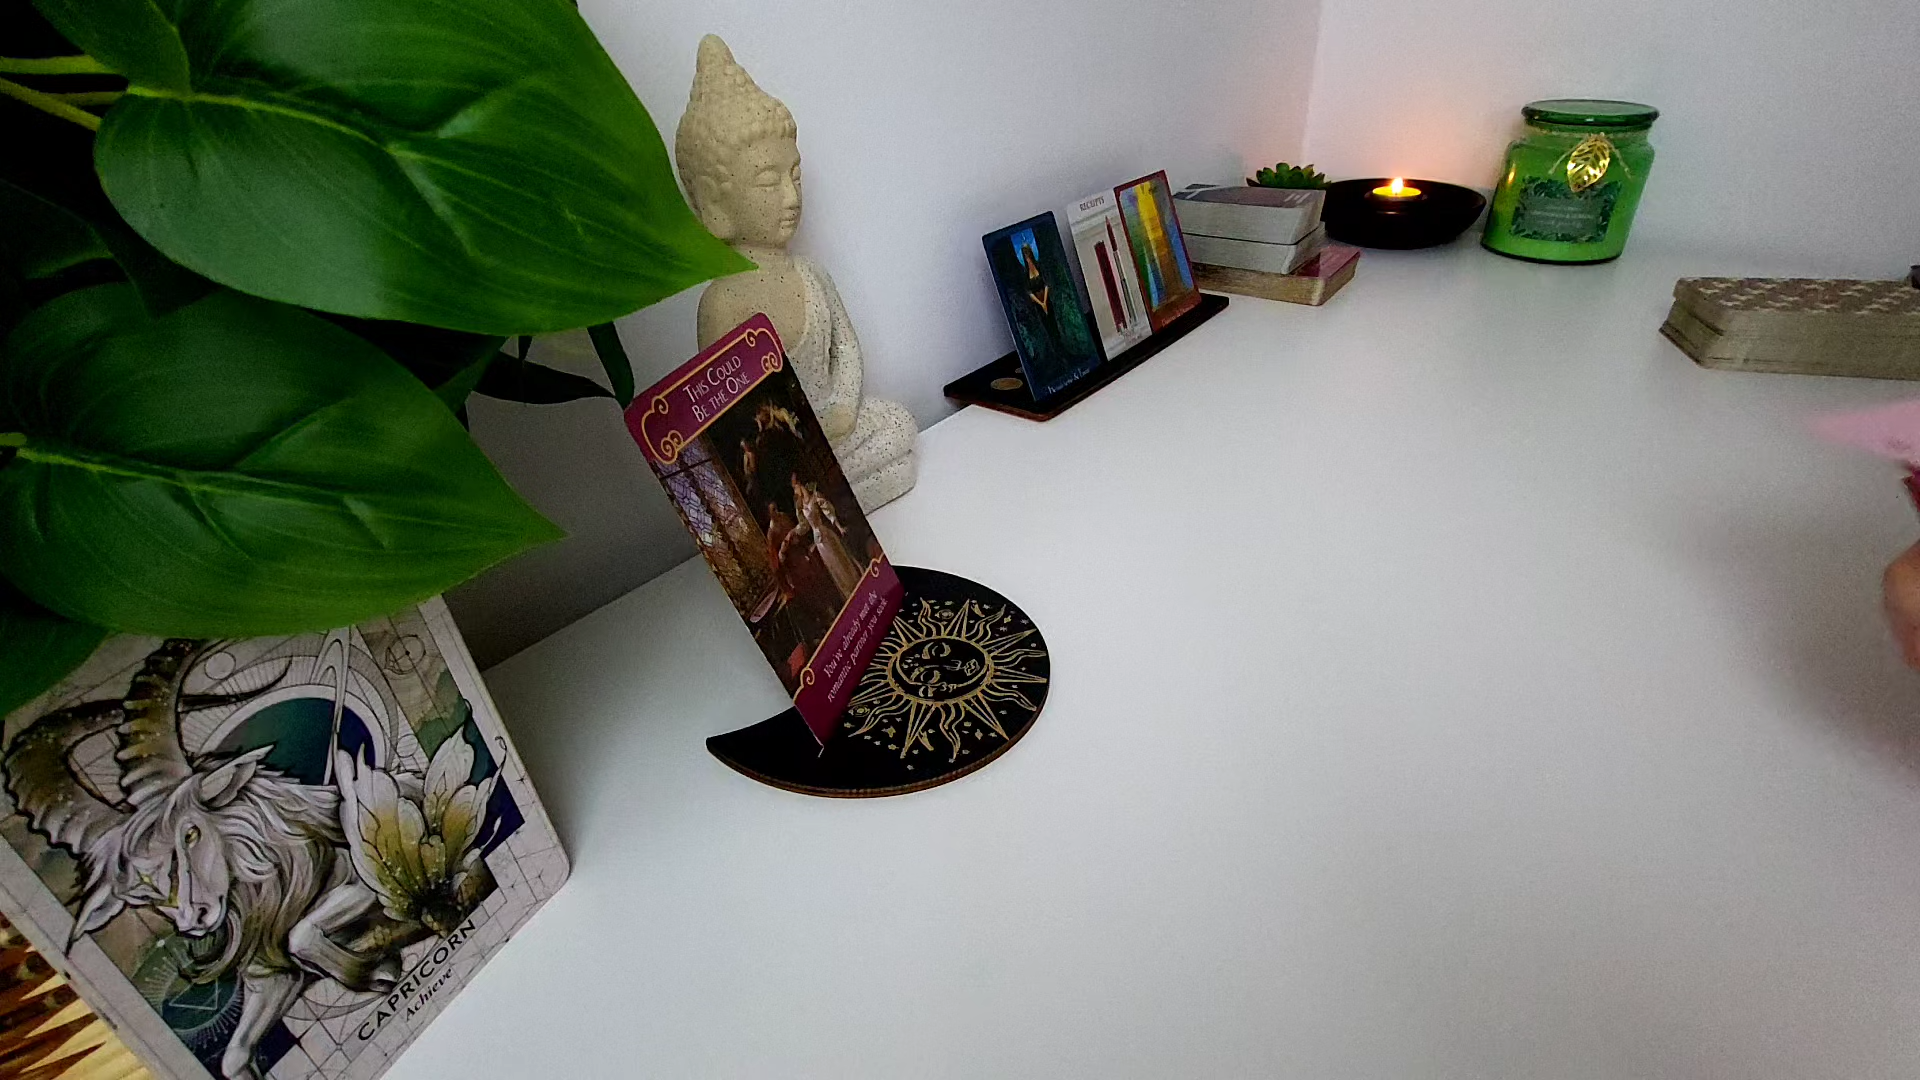 THIS COULD
BE THE ONE
You've already met the
romantic partner you seek
RECEIPTS
CAPRICORN
Achieve